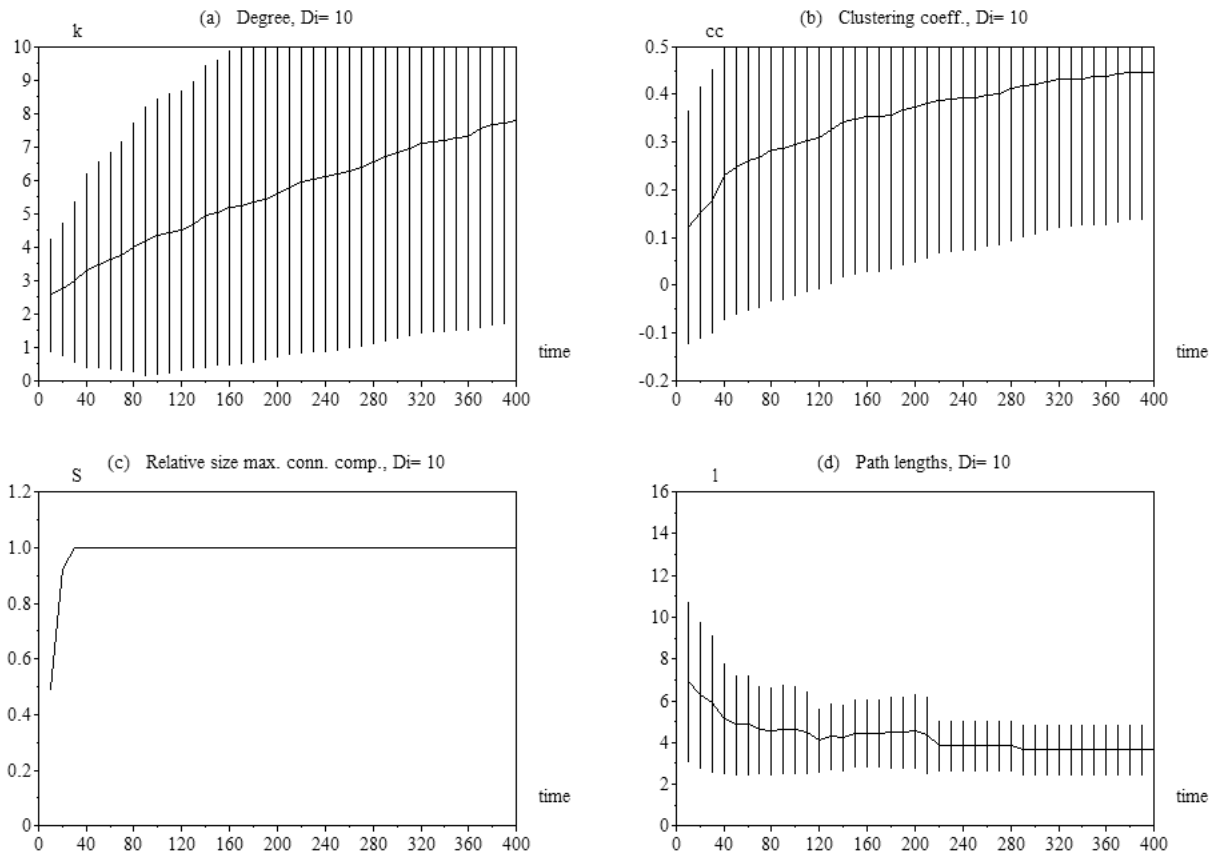 (a) Degree, Di= 10
k
10
9
8
7
6
5
4
3
2
1
0
0 40 80 120 160 200 240 280 320 360 400
time
(b) Clustering coeff., Di= 10
cc
0.5
0.4
0.3
0.2
0.1
0
-0.1
-0.2
0 40 80 120 160 200 240 280 320 360 400
time
(c) Relative size max. conn. comp., Di= 10
S
1.2
1.0
0.8
0.6
0.4
0.2
0
0 40 80 120 160 200 240 280 320 360 400
time
(d) Path lengths, Di= 10
l
16
14
12
10
8
6
4
2
0
0 40 80 120 160 200 240 280 320 360 400
time